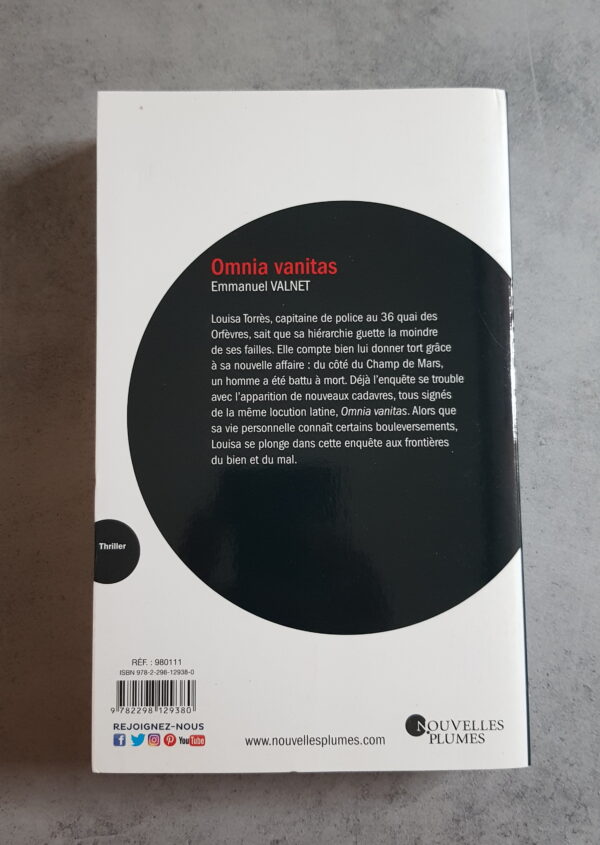 Omnia vanitas
Emmanuel VALNET
Louisa Torrès, capitaine de police au 36 quai des
Orfèvres, sait que sa hiérarchie guette la moindre
de ses failles. Elle compte bien lui donner tort grâce
à sa nouvelle affaire : du côté du Champ de Mars,
un homme a été battu à mort. Déjà l'enquête se trouble
avec l'apparition de nouveaux cadavres, tous signés
de la même locution latine, Omnia vanitas. Alors que
sa vie personnelle connaît certains bouleversements,
Louisa se plonge dans cette enquête aux frontières
du bien et du mal.
Thriller
RÉF. : 980111
ISBN 978-2-298-12938-0
9 782298 129380
REJOIGNEZ-NOUS
YouTube
www.nouvellesplumes.com
NOUVELLES
PLUMES